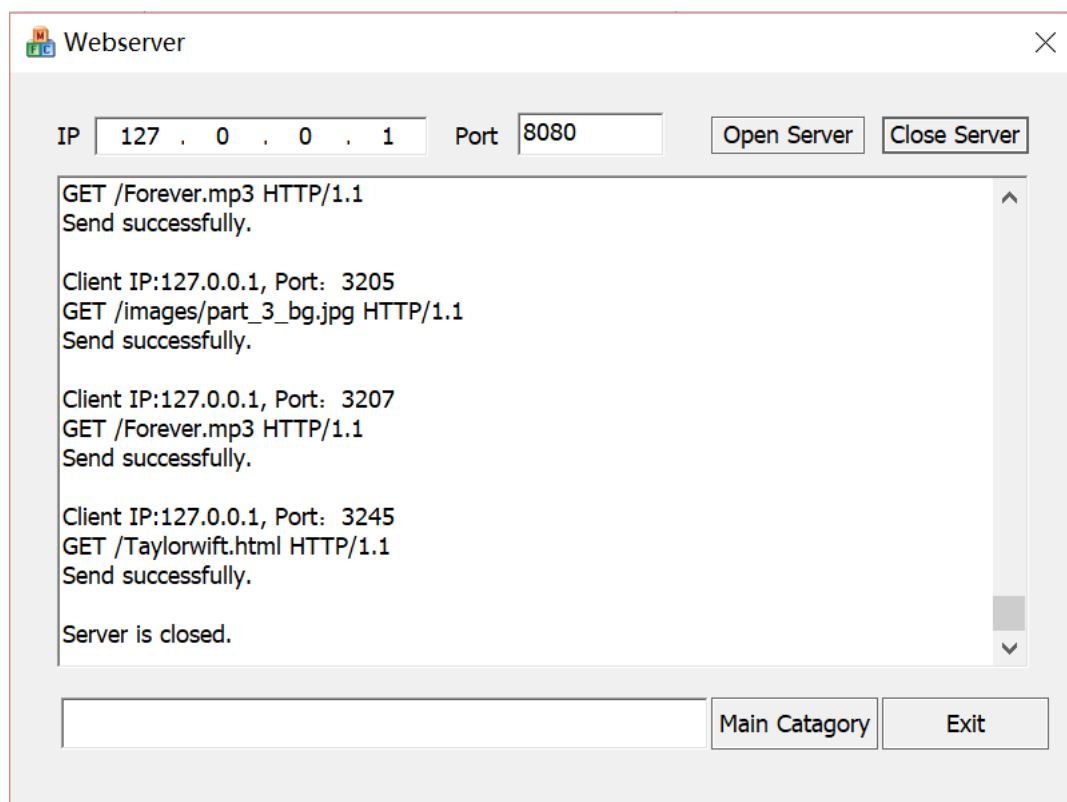 Webserver
IP 127 . 0 . 0 . 1 Port 8080 Open Server Close Server
GET /Forever.mp3 HTTP/1.1
Send successfully.
Client IP:127.0.0.1, Port：3205
GET /images/part_3_bg.jpg HTTP/1.1
Send successfully.
Client IP:127.0.0.1, Port：3207
GET /Forever.mp3 HTTP/1.1
Send successfully.
Client IP:127.0.0.1, Port：3245
GET /Taylorwift.html HTTP/1.1
Send successfully.
Server is closed.
Main Catagory Exit